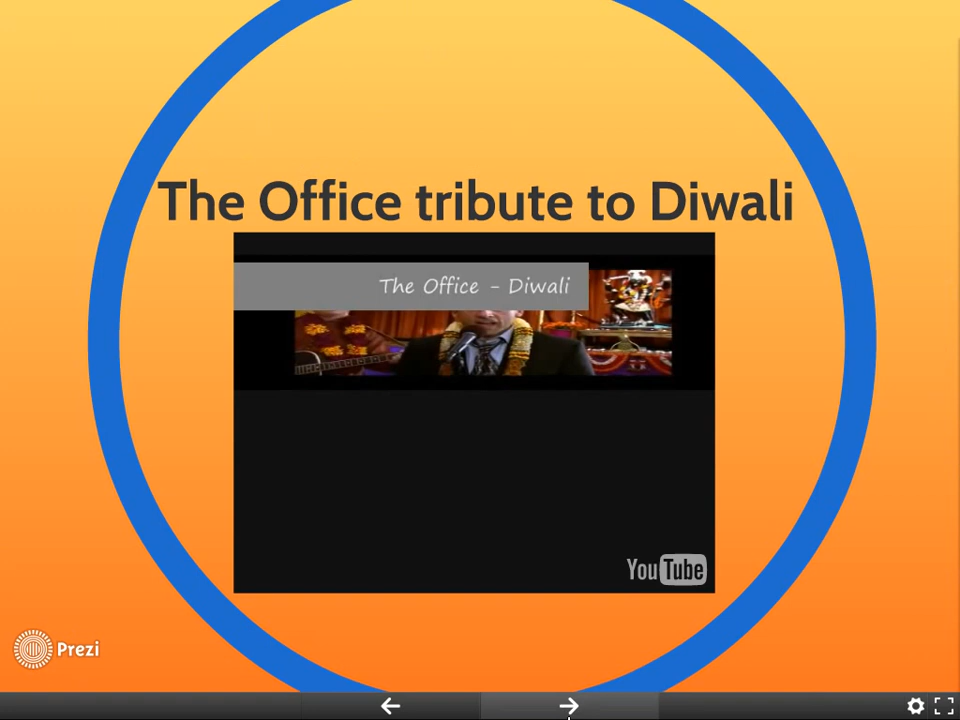 The Office tribute to Diwali
The Office - Diwali
YouTube
Prezi